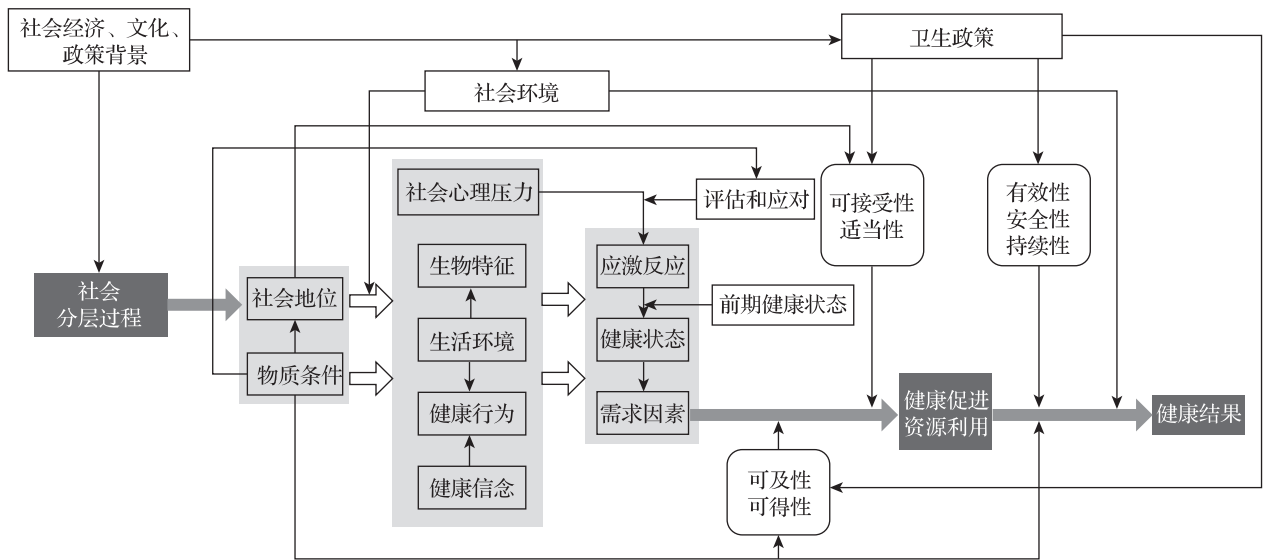 社会经济、文化、
政策背景
卫生政策
社会环境
社会心理压力
评估和应对
可接受性
适当性
有效性
安全性
持续性
生物特征
应激反应
社会
分层过程
社会地位
前期健康状态
生活环境
健康状态
物质条件
健康行为
需求因素
健康促进
资源利用
健康结果
健康信念
可及性
可得性